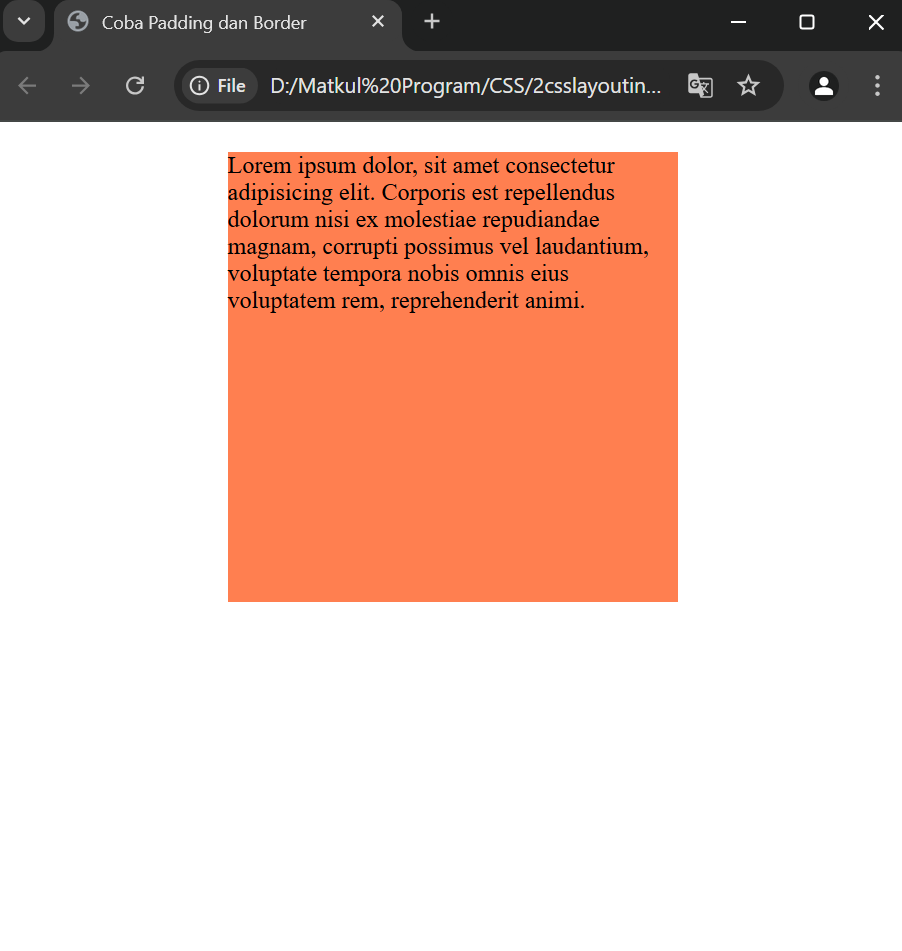 Coba Padding dan Border
File
D:/Matkul%20Program/CSS/2csslayoutin...
Lorem ipsum dolor, sit amet consectetur
adipisicing elit. Corporis est repellendus
dolorum nisi ex molestiae repudiandae
magnam, corrupti possimus vel laudantium,
voluptate tempora nobis omnis eius
voluptatem rem, reprehenderit animi.